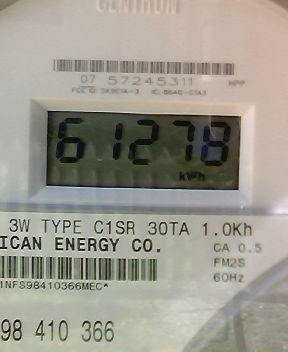 CENTRON
07 57245311
61278
kWh
3W TYPE C1SR 30TA 1.0Kh
ICAN ENERGY CO.
CA 0.5
FM2S
60Hz
1NFS98410366MEC*
98 410 366